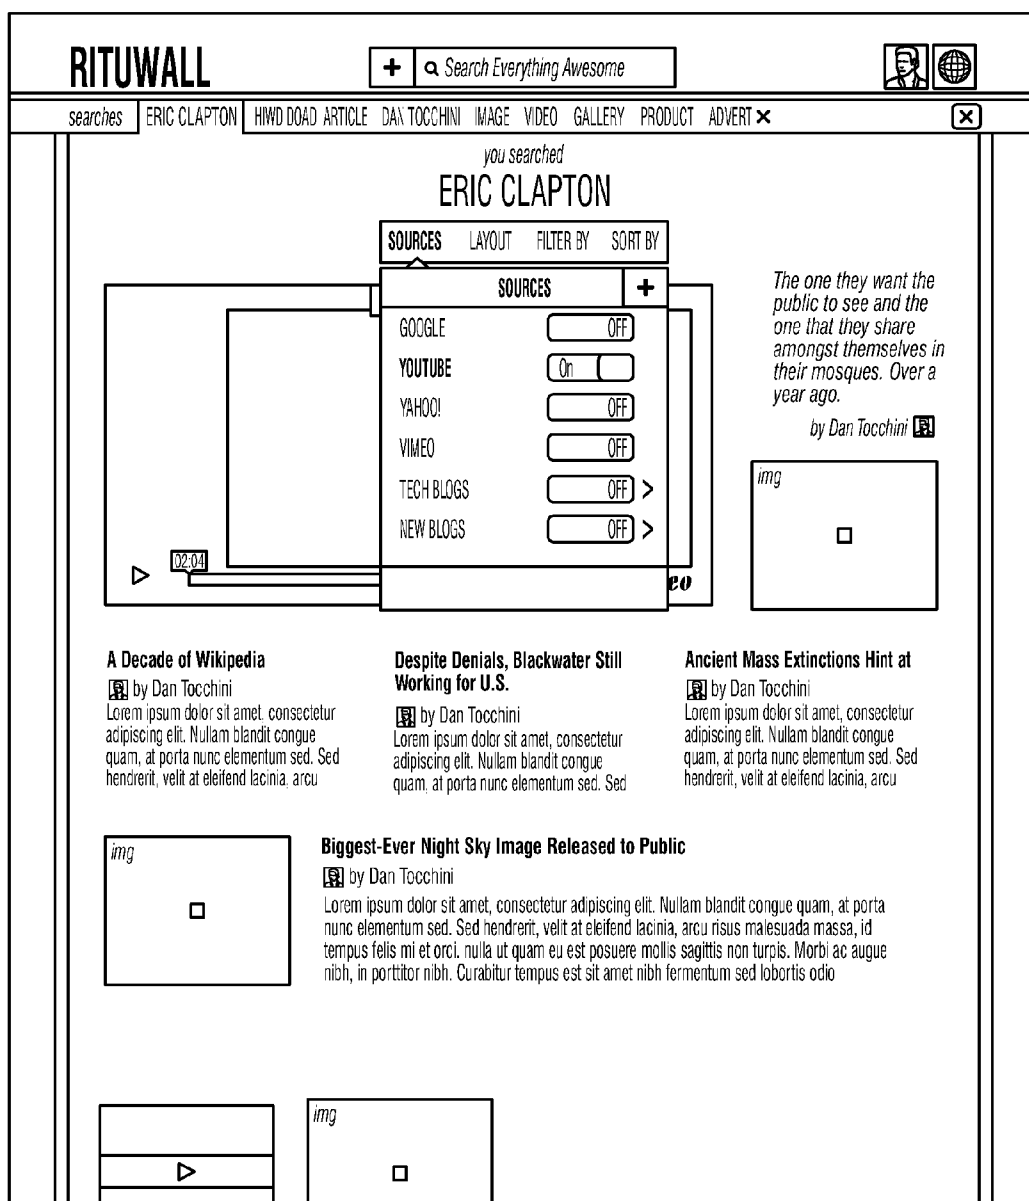 RITUWALL
+ Search Everything Awesome
searches ERIC CLAPTON HIWD DOAD ARTICLE DAN TOCCHINI IMAGE VIDEO GALLERY PRODUCT ADVERT X
you searched
ERIC CLAPTON
SOURCES LAYOUT FILTER BY SORT BY
SOURCES +
GOOGLE OFF
YOUTUBE On
YAHOO! OFF
VIMEO OFF
TECH BLOGS OFF >
NEW BLOGS OFF >
02:04
eo
The one they want the
public to see and the
one that they share
amongst themselves in
their mosques. Over a
year ago.
by Dan Tocchini
img
A Decade of Wikipedia
by Dan Tocchini
Lorem ipsum dolor sit amet, consectetur
adipiscing elit. Nullam blandit congue
quam, at porta nunc elementum sed. Sed
hendrerit, velit at eleifend lacinia, arcu
Despite Denials, Blackwater Still
Working for U.S.
by Dan Tocchini
Lorem ipsum dolor sit amet, consectetur
adipiscing elit. Nullam blandit congue
quam, at porta nunc elementum sed. Sed
Ancient Mass Extinctions Hint at
by Dan Tocchini
Lorem ipsum dolor sit amet, consectetur
adipiscing elit. Nullam blandit congue
quam, at porta nunc elementum sed. Sed
hendrerit, velit at eleifend lacinia, arcu
img
Biggest-Ever Night Sky Image Released to Public
by Dan Tocchini
Lorem ipsum dolor sit amet, consectetur adipiscing elit. Nullam blandit congue quam, at porta
nunc elementum sed. Sed hendrerit, velit at eleifend lacinia, arcu risus malesuada massa, id
tempus felis mi et orci. nulla ut quam eu est posuere mollis sagittis non turpis. Morbi ac augue
nibh, in porttitor nibh. Curabitur tempus est sit amet nibh fermentum sed lobortis odio
img